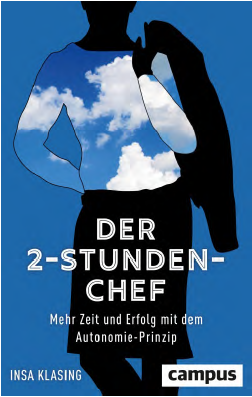 DER
2-STUNDEN-
CHEF
Mehr Zeit und Erfolg mit dem
Autonomie-Prinzip
INSA KLASING
campus